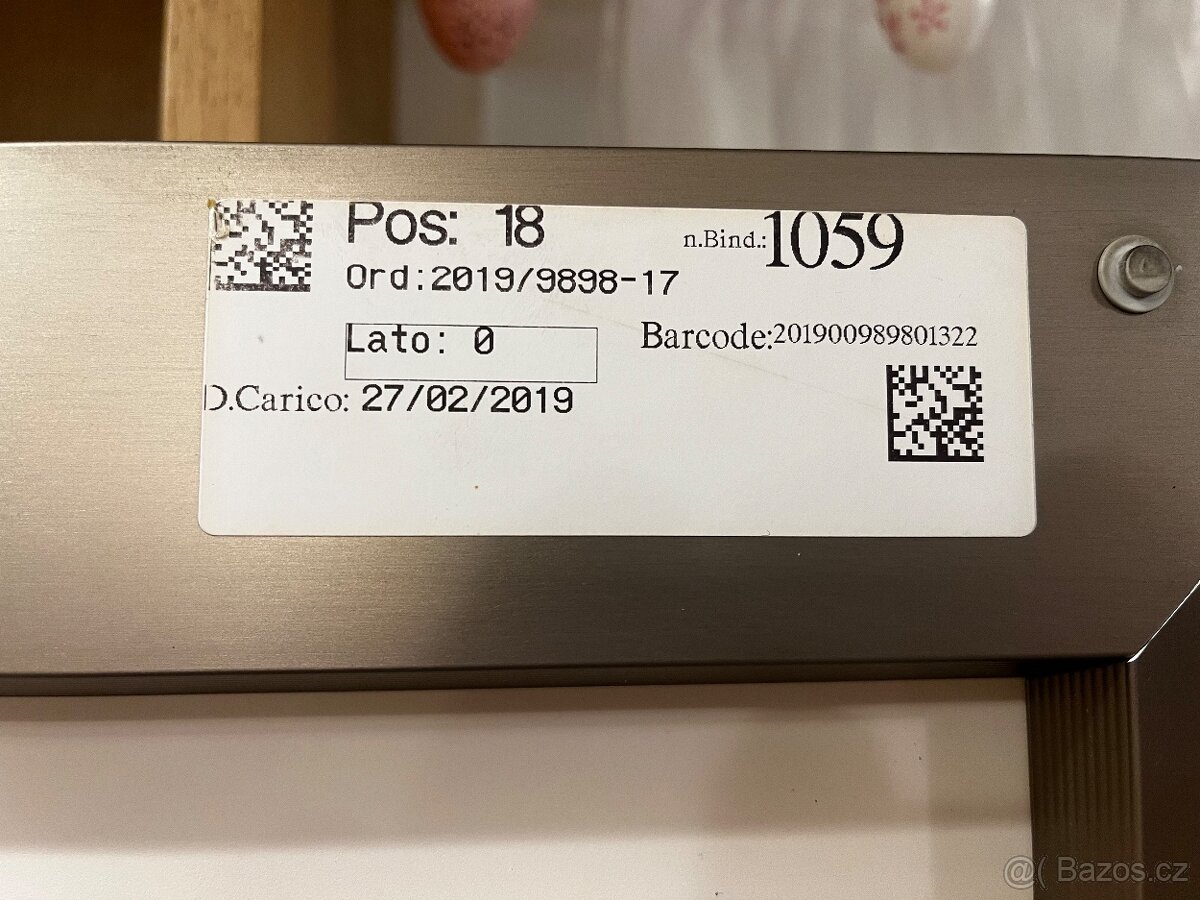 Pos: 18
n.Bind.:1059
Ord:2019/9898-17
Lato: 0
Barcode:201900989801322
D.Carico: 27/02/2019
@( Bazos.cz